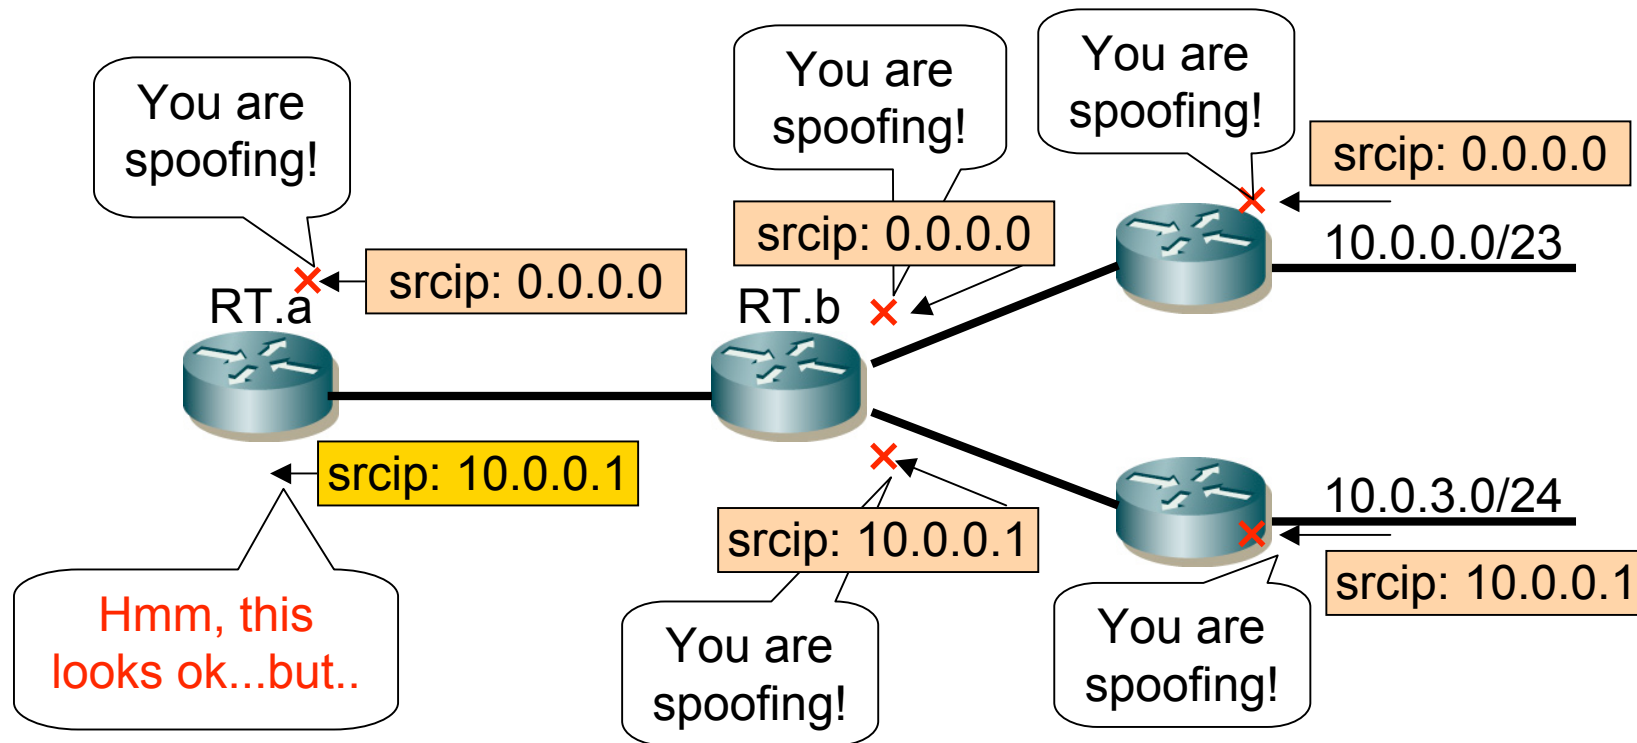 You are
spoofing!
You are
spoofing!
You are
spoofing!
srcip: 0.0.0.0
srcip: 0.0.0.0
srcip: 0.0.0.0
10.0.0.0/23
RT.a
RT.b
srcip: 10.0.0.1
10.0.3.0/24
srcip: 10.0.0.1
srcip: 10.0.0.1
Hmm, this
looks ok...but..
You are
spoofing!
You are
spoofing!